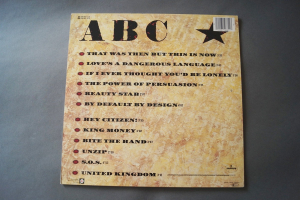 ABC
THAT WAS THEN BUT THIS IS NOW
LOVE'S A DANGEROUS LANGUAGE
IF I EVER THOUGHT YOU'D BE LONELY
THE POWER OF PERSUASION
BEAUTY STAB
BY DEFAULT BY DESIGN
HEY CITIZEN!
KING MONEY
BITE THE HAND
UNZIP
S.O.S.
UNITED KINGDOM